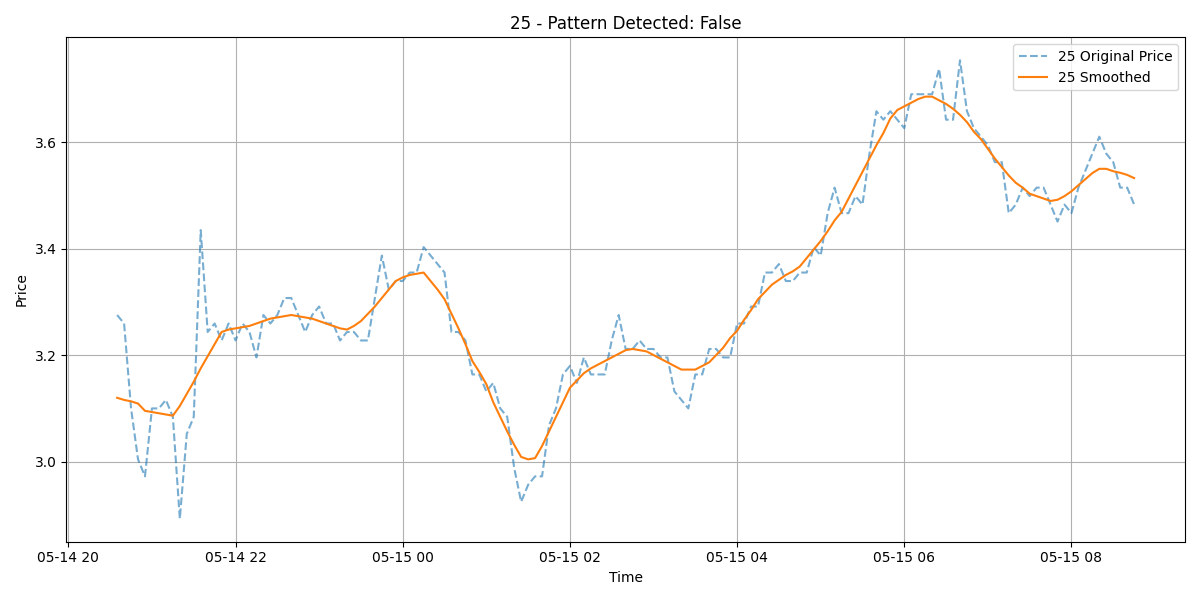 25 - Pattern Detected: False
25 Original Price
25 Smoothed
Price
3.6
3.4
3.2
3.0
05-14 20 05-14 22 05-15 00 05-15 02 05-15 04 05-15 06 05-15 08
Time